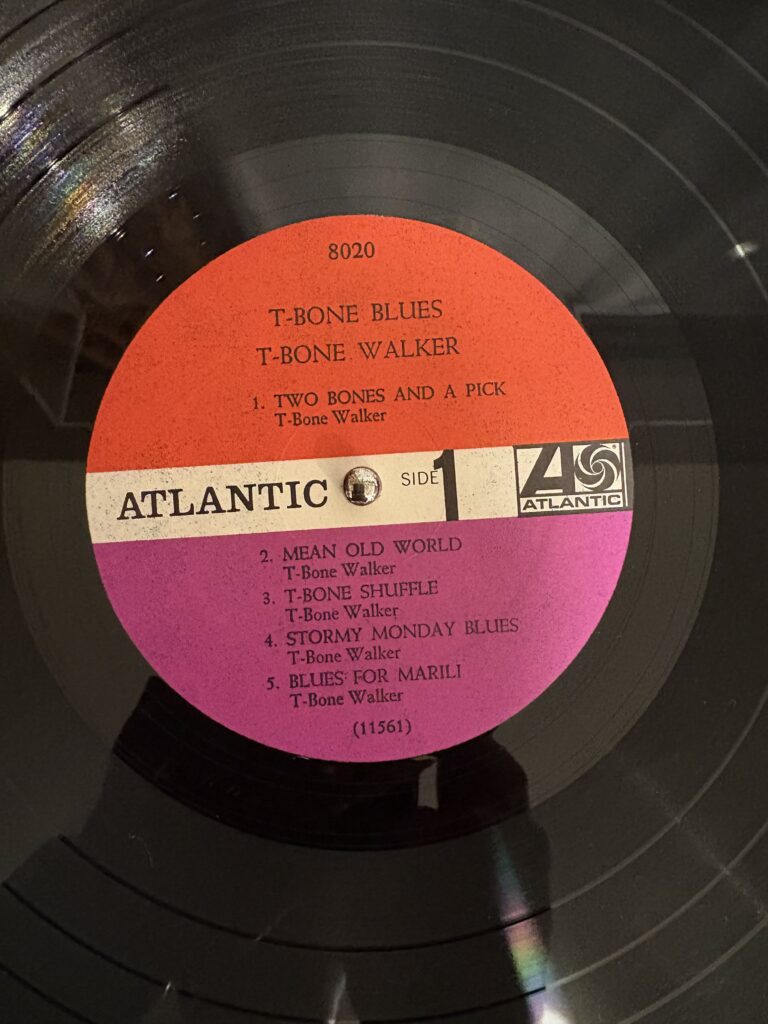 8020
T-BONE BLUES
T-BONE WALKER
1. TWO BONES AND A PICK
T-Bone Walker
ATLANTIC
SIDE 1
ATLANTIC
2. MEAN OLD WORLD
T-Bone Walker
3. T-BONE SHUFFLE
T-Bone Walker
4. STORMY MONDAY BLUES
T-Bone Walker
5. BLUES FOR MARILI
T-Bone Walker
(11561)